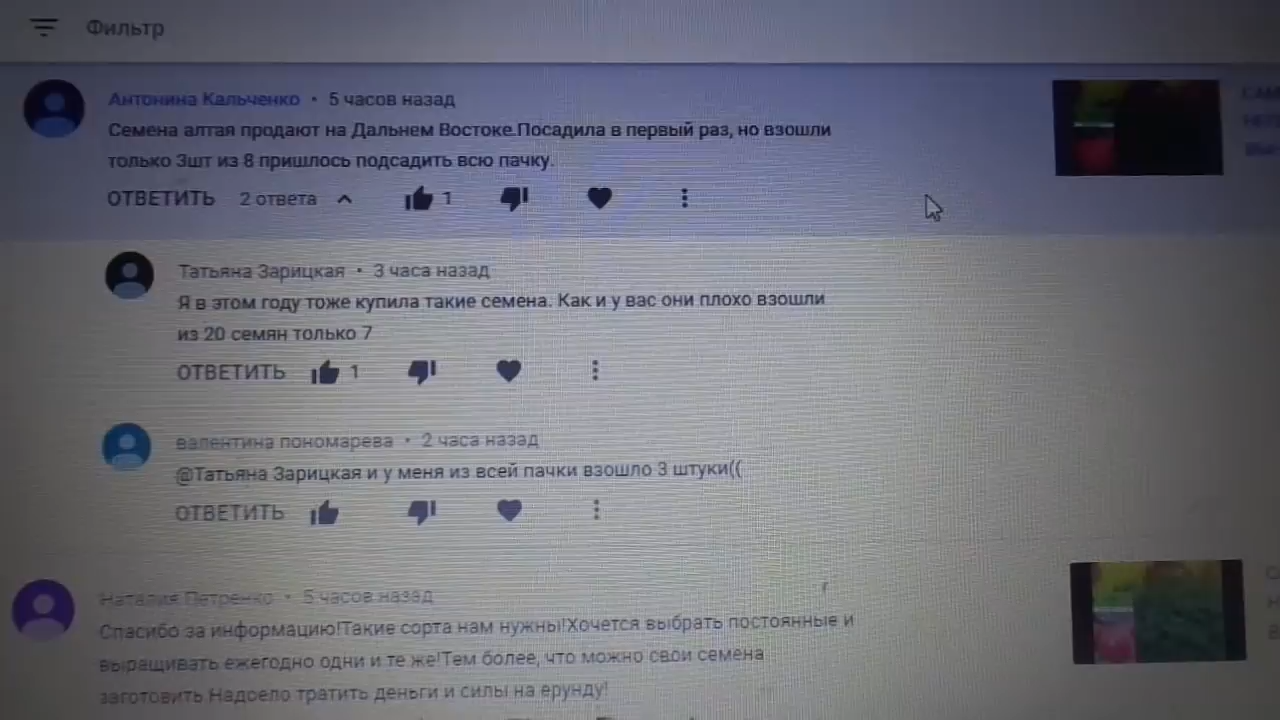 Фильтр
Антонина Кальченко • 5 часов назад
Семена алтая продают на Дальнем Востоке.Посадила в первый раз, но взошли
только 3шт из 8 пришлось подсадить всю пачку.
ОТВЕТИТЬ 2 ответа 1
Татьяна Зарицкая • 3 часа назад
Я в этом году тоже купила такие семена. Как и у вас они плохо взошли
из 20 семян только 7
ОТВЕТИТЬ 1
валентина пономарева • 2 часа назад
@Татьяна Зарицкая и у меня из всей пачки взошло 3 штуки((
ОТВЕТИТЬ
Наталия Петренко • 5 часов назад
Спасибо за информацию!Такие сорта нам нужны!Хочется выбрать постоянные и
выращивать ежегодно одни и те же!Тем более, что можно свои семена
заготовить.Надоело тратить деньги и силы на ерунду!